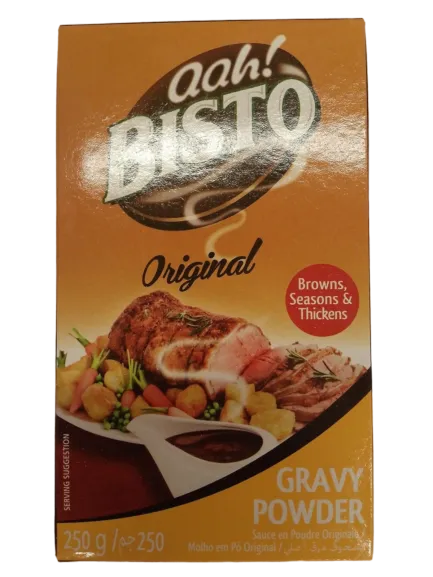 aah!
BISTO
Original
Browns,
Seasons &
Thickens
SERVING SUGGESTION
GRAVY
POWDER
Sauce en Poudre Originale /
Molho em Pó Original /
250 g / 250 جم